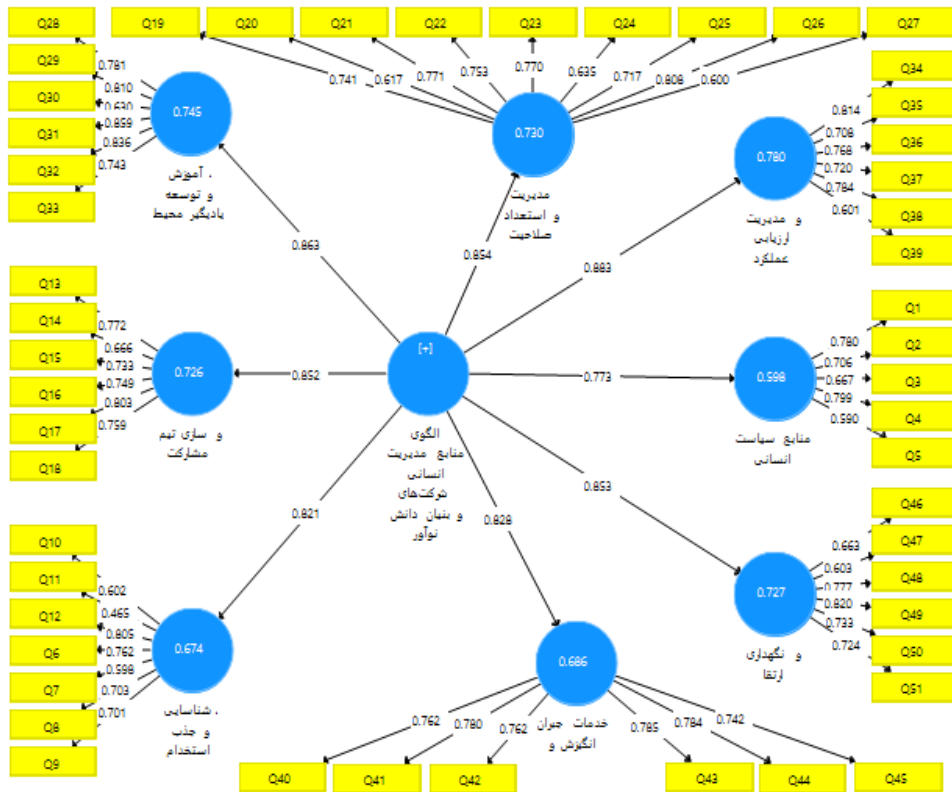 Q28
Q19
Q20
Q21
Q22
Q23
Q24
Q25
Q26
Q27
Q29
Q30
Q31
Q32
Q33
0.781
0.810
0.630
0.859
0.836
0.743
0.745
آموزش ،
و توسعه
یادیگیر محیط
0.741
0.617
0.771
0.753
0.770
0.635
0.717
0.808
0.600
0.730
مدیریت
و استعداد
صلاحیت
Q34
Q35
Q36
Q37
Q38
Q39
0.814
0.708
0.768
0.720
0.784
0.601
0.780
و مدیریت
ارزیابی
عملکرد
0.863
0.854
0.883
Q13
Q14
Q15
Q16
Q17
Q18
0.772
0.666
0.733
0.749
0.803
0.759
0.726
و سازی تیم
مشارکت
0.852
[+]
الگوی
منابع مدیریت
انسانی
شرکت‌های
و بنیان دانش
نوآور
0.773
0.598
منابع سیاست
انسانی
Q1
Q2
Q3
Q4
Q5
0.780
0.706
0.667
0.799
0.590
0.821
0.828
0.853
Q10
Q11
Q12
Q6
Q7
Q8
Q9
0.602
0.465
0.805
0.762
0.598
0.703
0.701
0.674
شناسایی ،
و جذب
استخدام
0.686
خدمات جبران
انگیزش و
0.762
0.780
0.762
0.785
0.784
0.742
Q40
Q41
Q42
Q43
Q44
Q45
0.727
و نگهداری
ارتقا
Q46
Q47
Q48
Q49
Q50
Q51
0.663
0.603
0.777
0.820
0.733
0.724